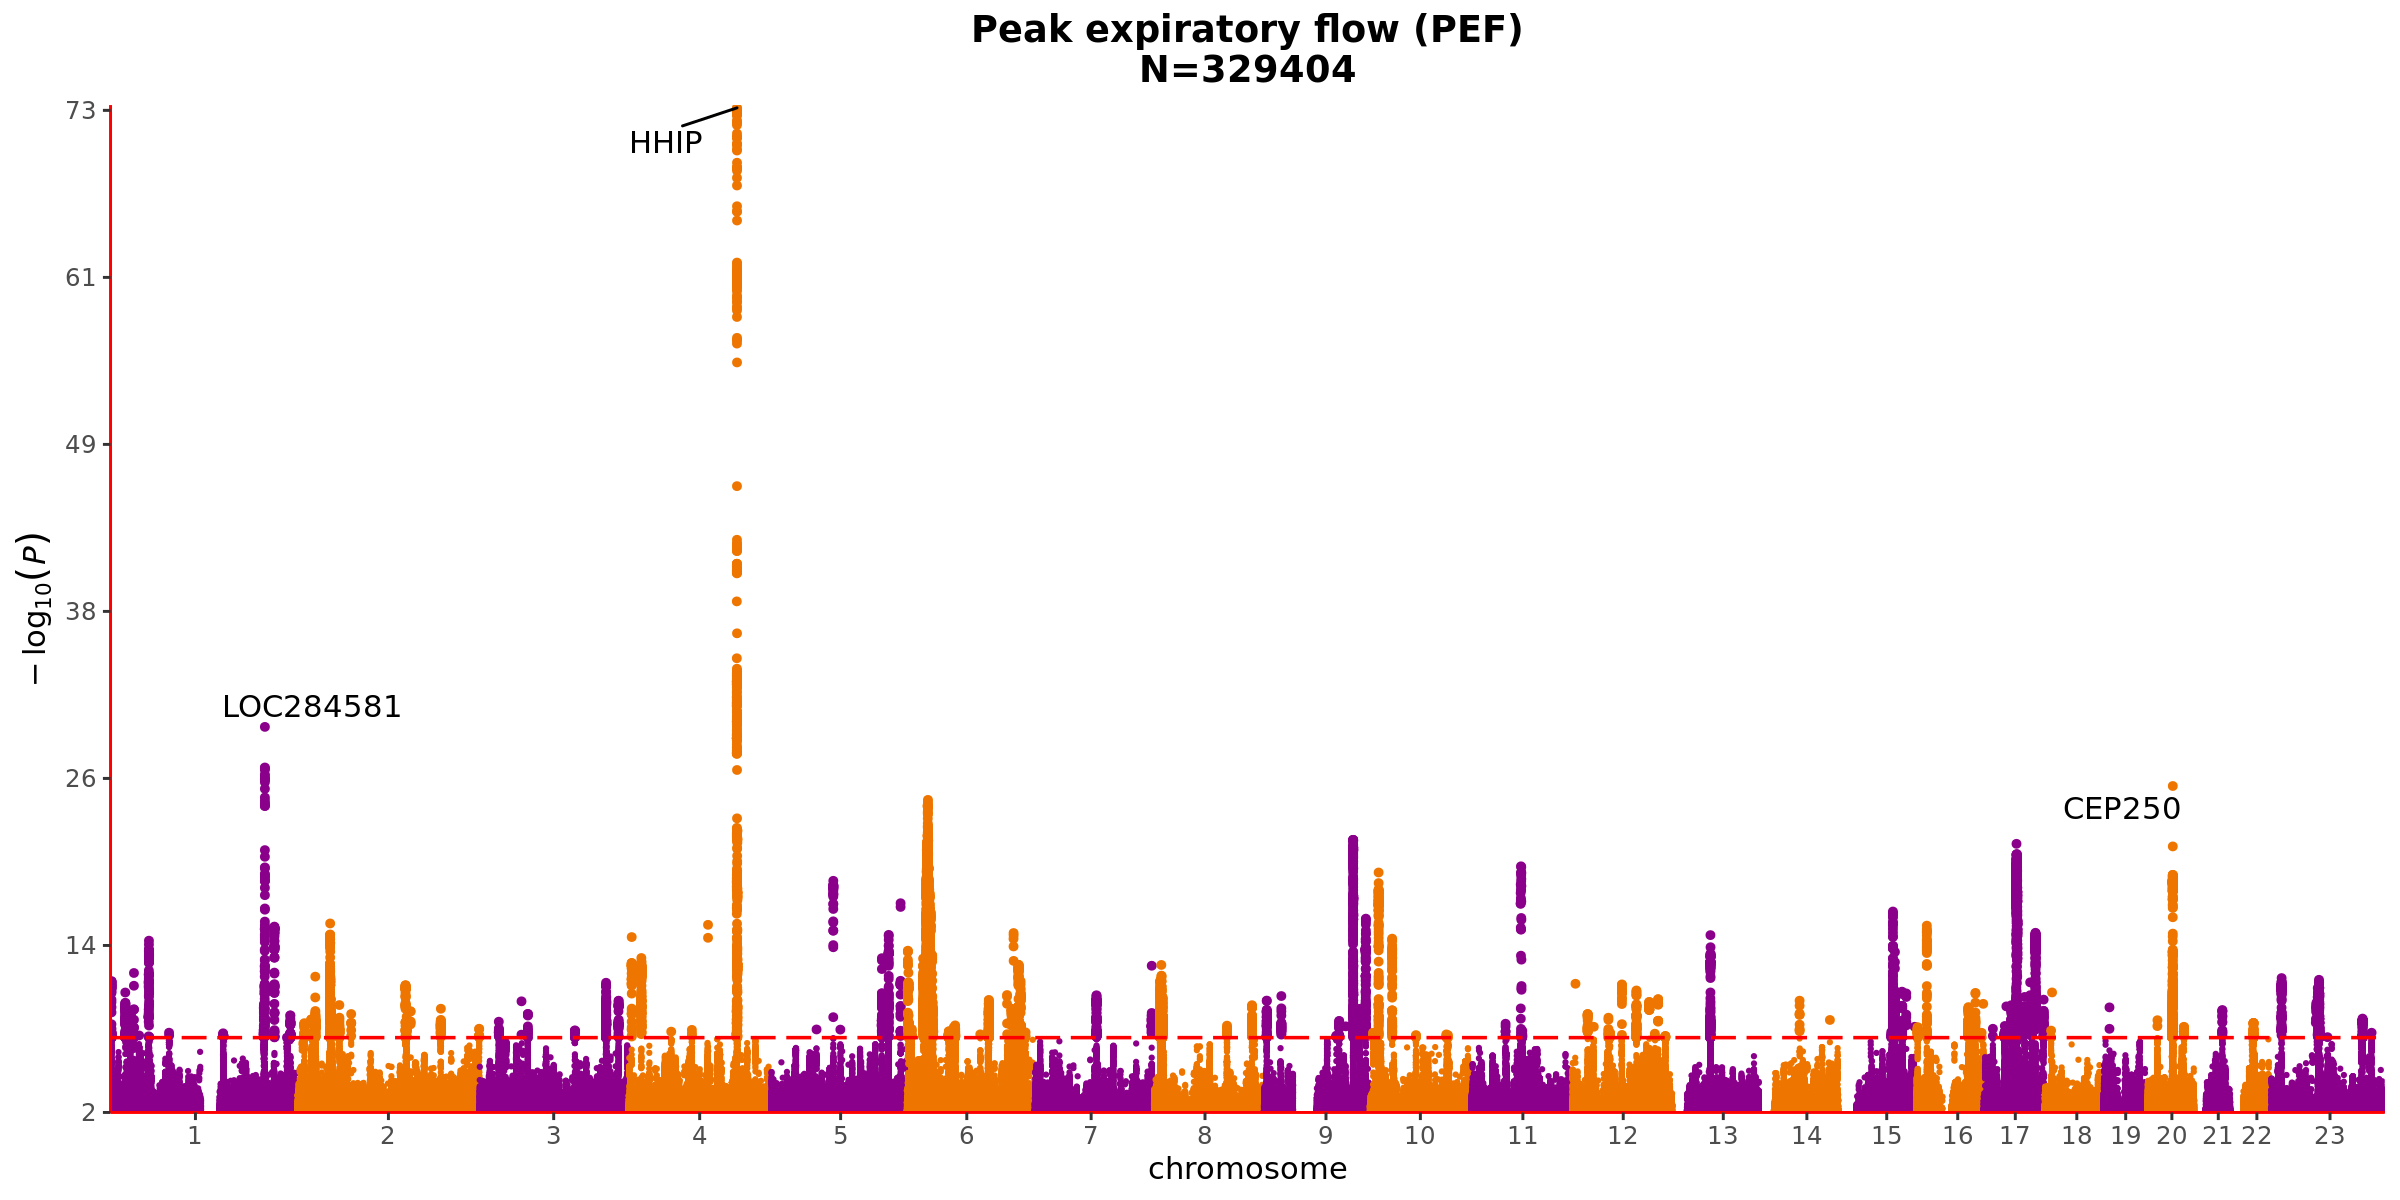 Peak expiratory flow (PEF)
N=329404
73
61
49
38
26
14
2
−log10(P)
HHIP
LOC284581
CEP250
1 2 3 4 5 6 7 8 9 10 11 12 13 14 15 16 17 18 19 20 21 22 23
chromosome